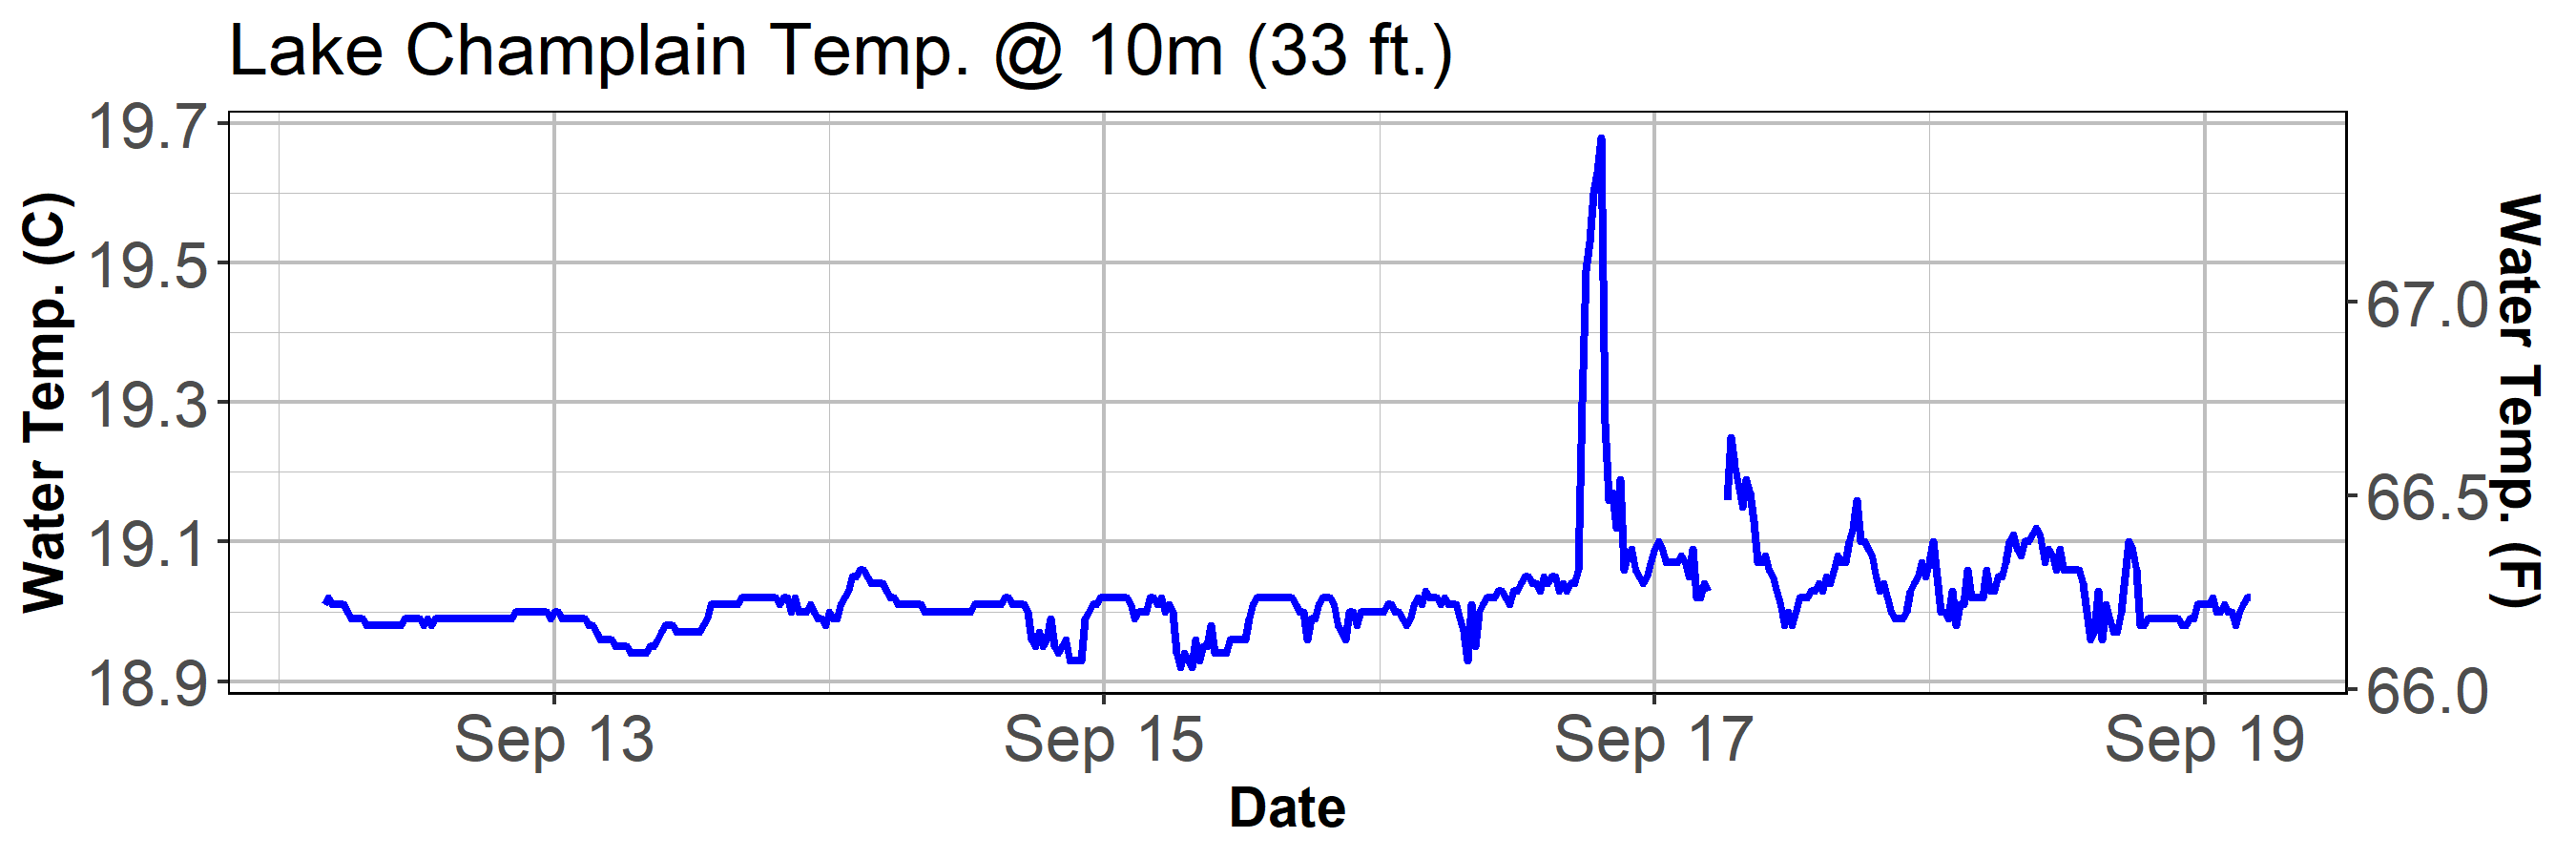 Lake Champlain Temp. @ 10m (33 ft.)
Water Temp. (C)
19.7
19.5
19.3
19.1
18.9
67.0
66.5
66.0
Water Temp. (F)
Sep 13
Sep 15
Sep 17
Sep 19
Date